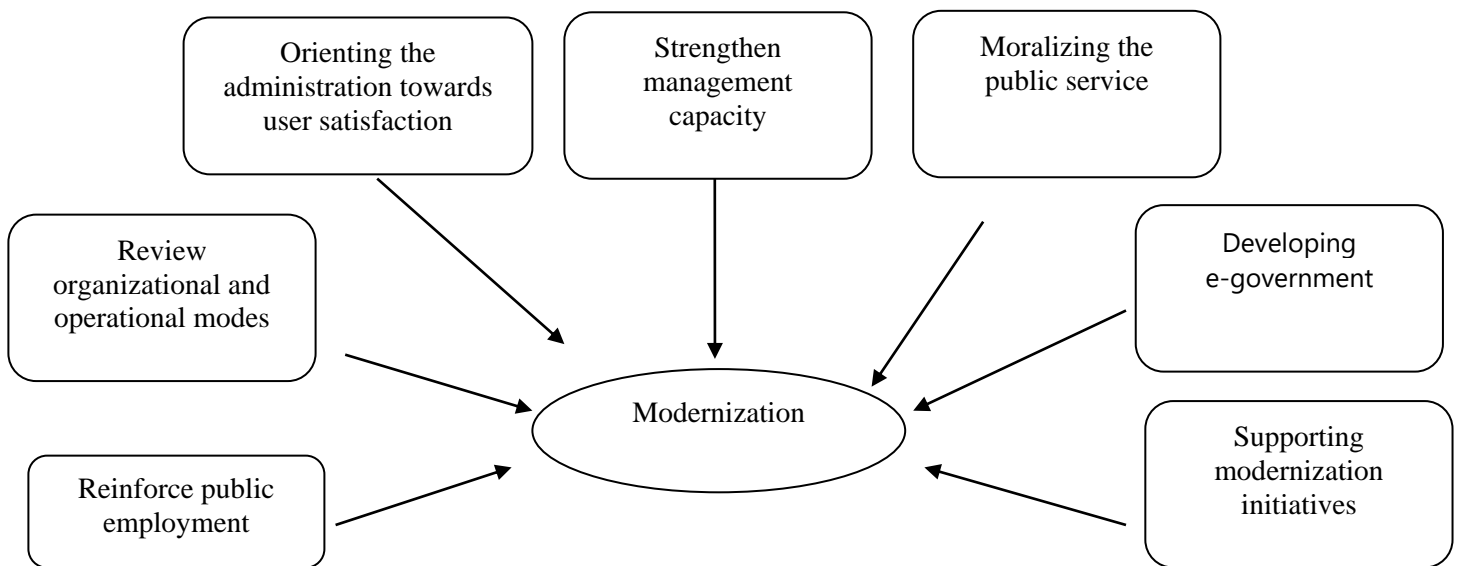 Orienting the
administration towards
user satisfaction
Strengthen
management
capacity
Moralizing the
public service
Review
organizational and
operational modes
Developing
e-government
Modernization
Reinforce public
employment
Supporting
modernization
initiatives